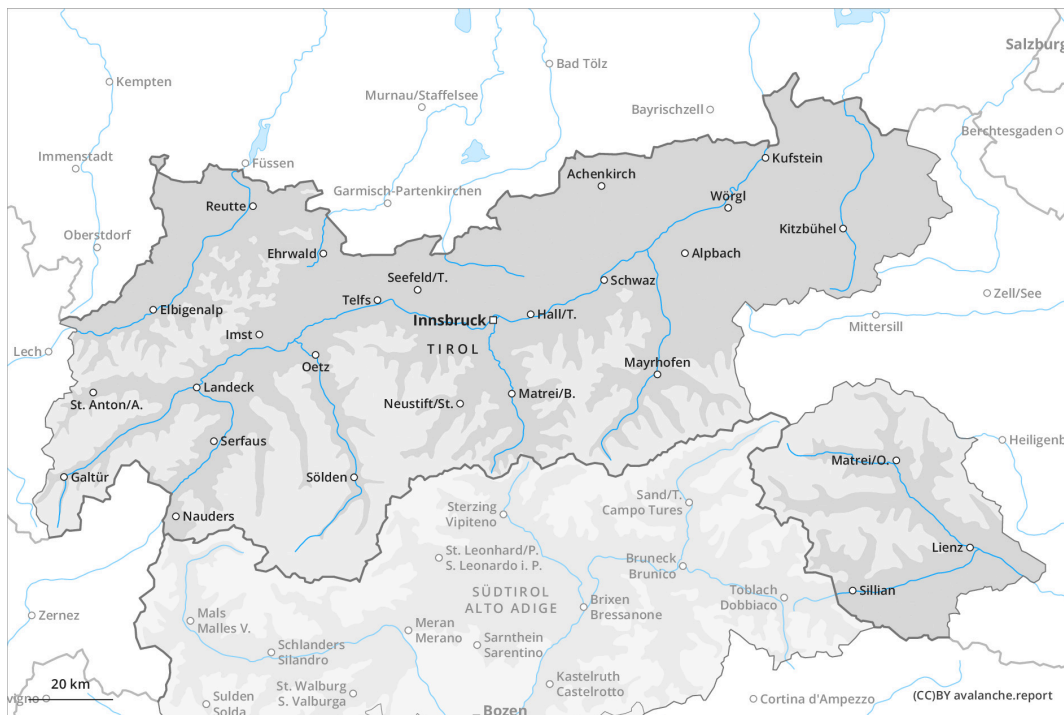 Salzburg
Kempten
Bad Tölz
Murnau/Staffelsee
Bayrischzell
Berchtesgaden
Immenstadt
Füssen
Kufstein
Garmisch-Partenkirchen
Achenkirch
Reutte
Wörgl
Oberstdorf
Kitzbühel
Ehrwald
Alpbach
Seefeld/T.
Schwaz
Zell/See
Telfs
Elbigenalp
Innsbruck
Hall/T.
Mittersill
Imst
TIROL
Lech
Oetz
Mayrhofen
Landeck
St. Anton/A.
Neustift/St.
Matrei/B.
Serfaus
Heiligenb
Matrei/O.
Galtür
Sölden
Sand/T.
Campo Tures
Sterzing
Vipiteno
Nauders
Lienz
St. Leonhard/P.
S. Leonardo i. P.
Bruneck
Brunico
SÜDTIROL
ALTO ADIGE
Toblach
Dobbiaco
Sillian
Brixen
Bressanone
Zernez
Mals
Malles V.
Meran
Merano
Sarnthein
Sarentino
Schlanders
Silandro
Kastelruth
Castelrotto
20 km
St. Walburg
S. Valburga
vigno
Sulden
Solda
Cortina d'Ampezzo
(CC)BY avalanche.report
Bozen